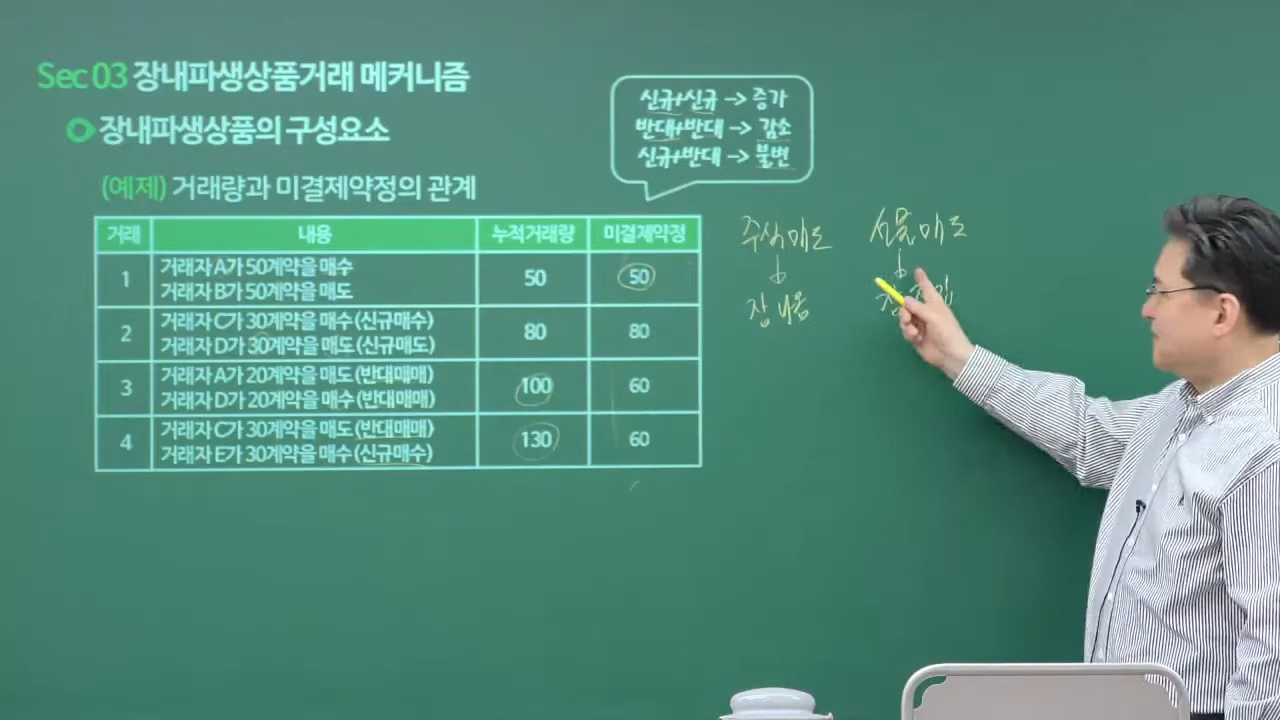 Sec 03 장내파생상품거래 메커니즘
장내파생상품의 구성요소
(예제) 거래량과 미결제약정의 관계
신규+신규 → 증가
반대+반대 → 감소
신규+반대 → 불변
거래 내용 누적거래량 미결제약정
1 거래자 A가 50계약을 매수 50 50
거래자 B가 50계약을 매도
2 거래자 C가 30계약을 매수(신규매수) 80 80
거래자 D가 30계약을 매도(신규매도)
3 거래자 A가 20계약을 매도(반대매매) 100 60
거래자 D가 20계약을 매수(반대매매)
4 거래자 C가 30계약을 매도(반대매매) 130 60
거래자 E가 30계약을 매수(신규매수)
주식매도 선물매도
↓ ↓